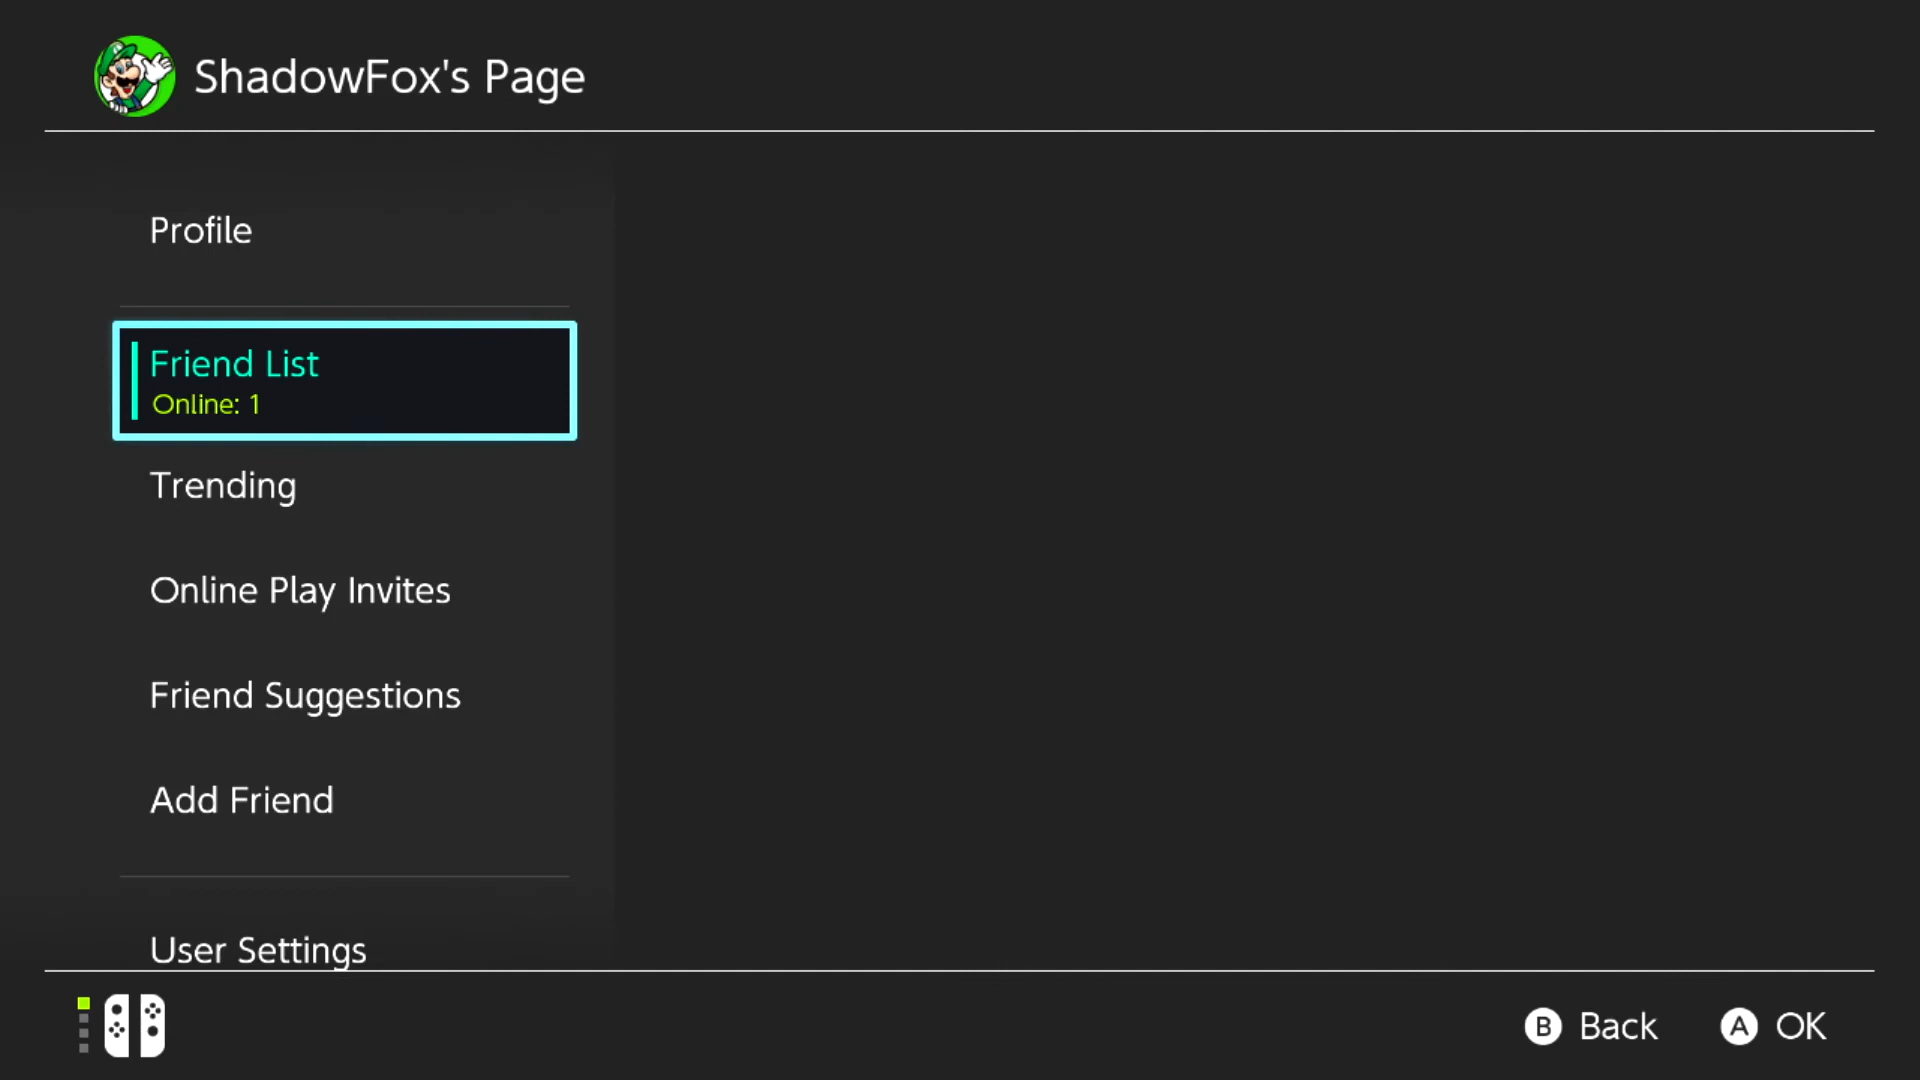 ShadowFox's Page
Profile
Friend List
Online: 1
Trending
Online Play Invites
Friend Suggestions
Add Friend
User Settings
B Back A OK